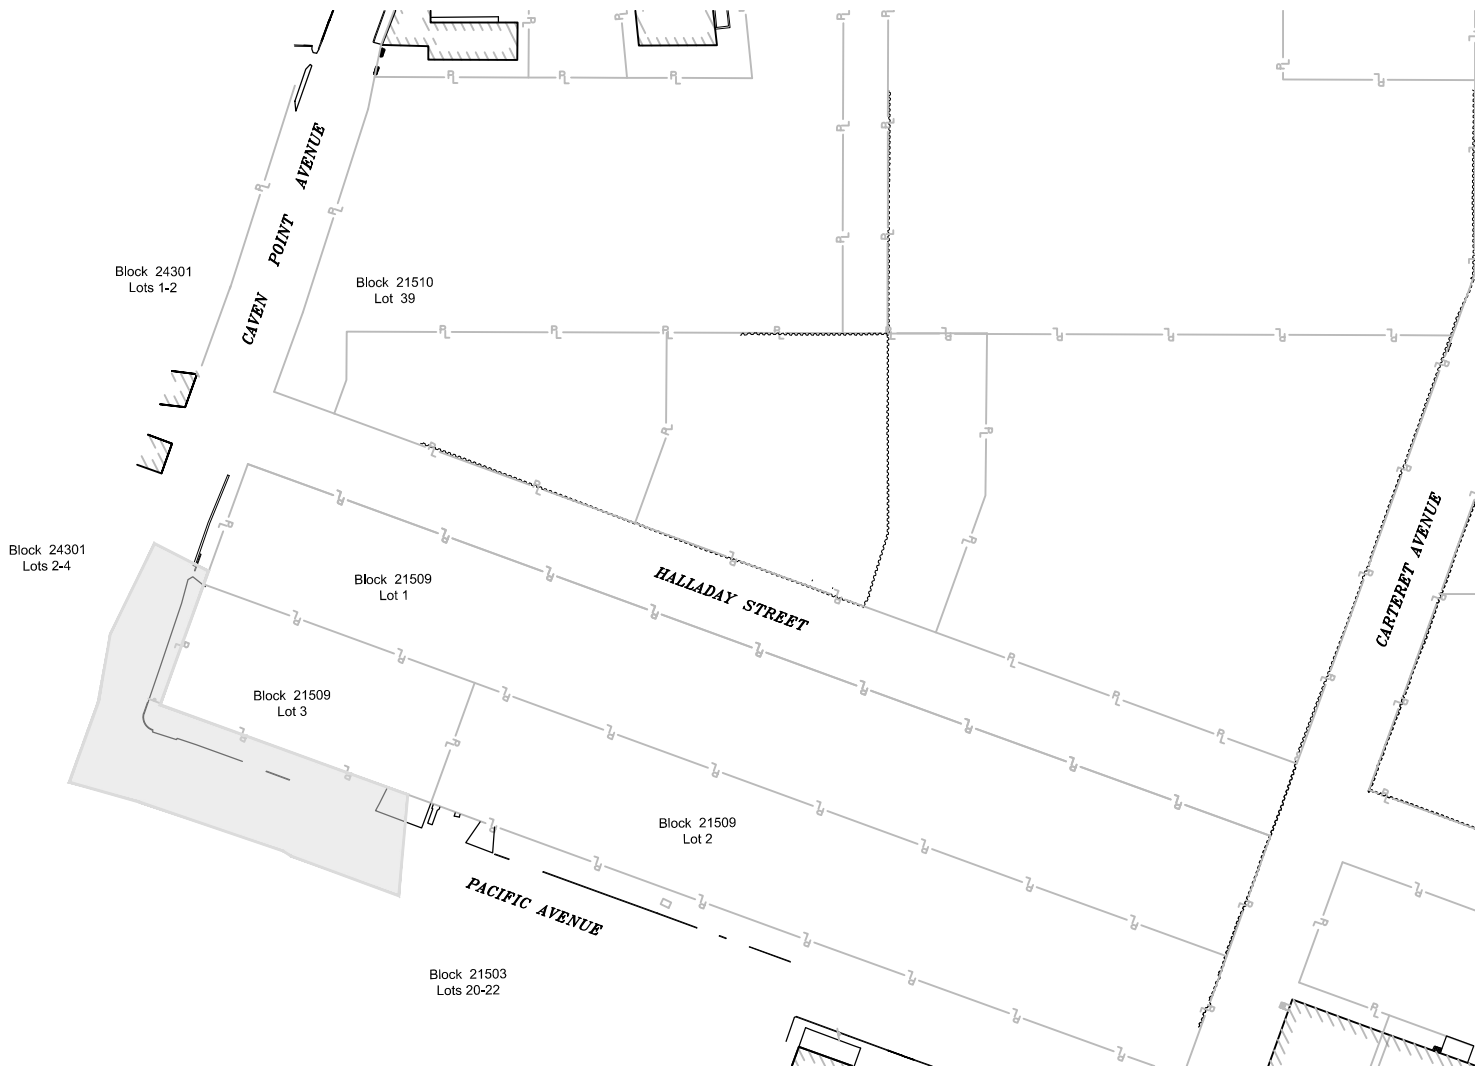 CAVEN POINT AVENUE
Block 24301
Lots 1-2
Block 21510
Lot 39
Block 24301
Lots 2-4
Block 21509
Lot 1
HALLADAY STREET
CARTERET AVENUE
Block 21509
Lot 3
Block 21509
Lot 2
PACIFIC AVENUE
Block 21503
Lots 20-22